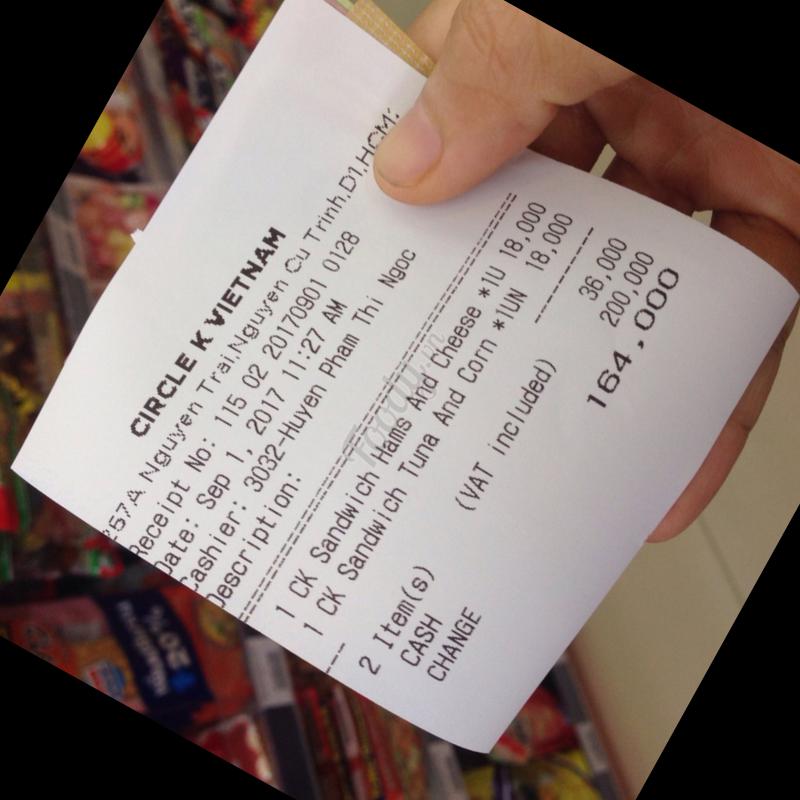 CIRCLE K VIETNAM
257A Nguyen Trai,Nguyen Cu Trinh,D1,HCM
Receipt No: 115 02 20170901 0128
Date: Sep 1, 2017 11:27 AM
Cashier: 3032-Huyen Pham Thi Ngoc
Description:
1 CK Sandwich Hams And Cheese *1U 18,000
1 CK Sandwich Tuna And Corn *1UN 18,000
2 Item(s) (VAT included) 36,000
CASH 200,000
CHANGE 164,000
Foody.vn
20%